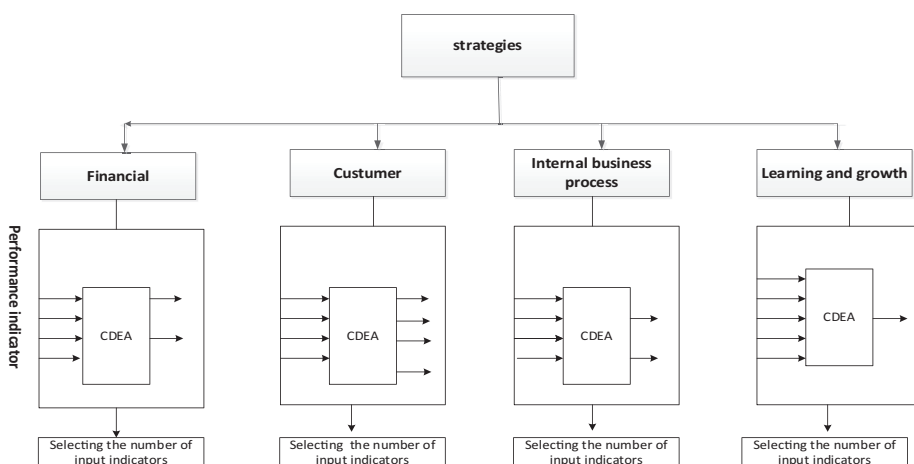 strategies
Financial
Custumer
Internal business
process
Learning and growth
Performance indicator
CDEA
CDEA
CDEA
CDEA
Selecting the number of
input indicators
Selecting the number of
input indicators
Selecting the number of
input indicators
Selecting the number of
input indicators